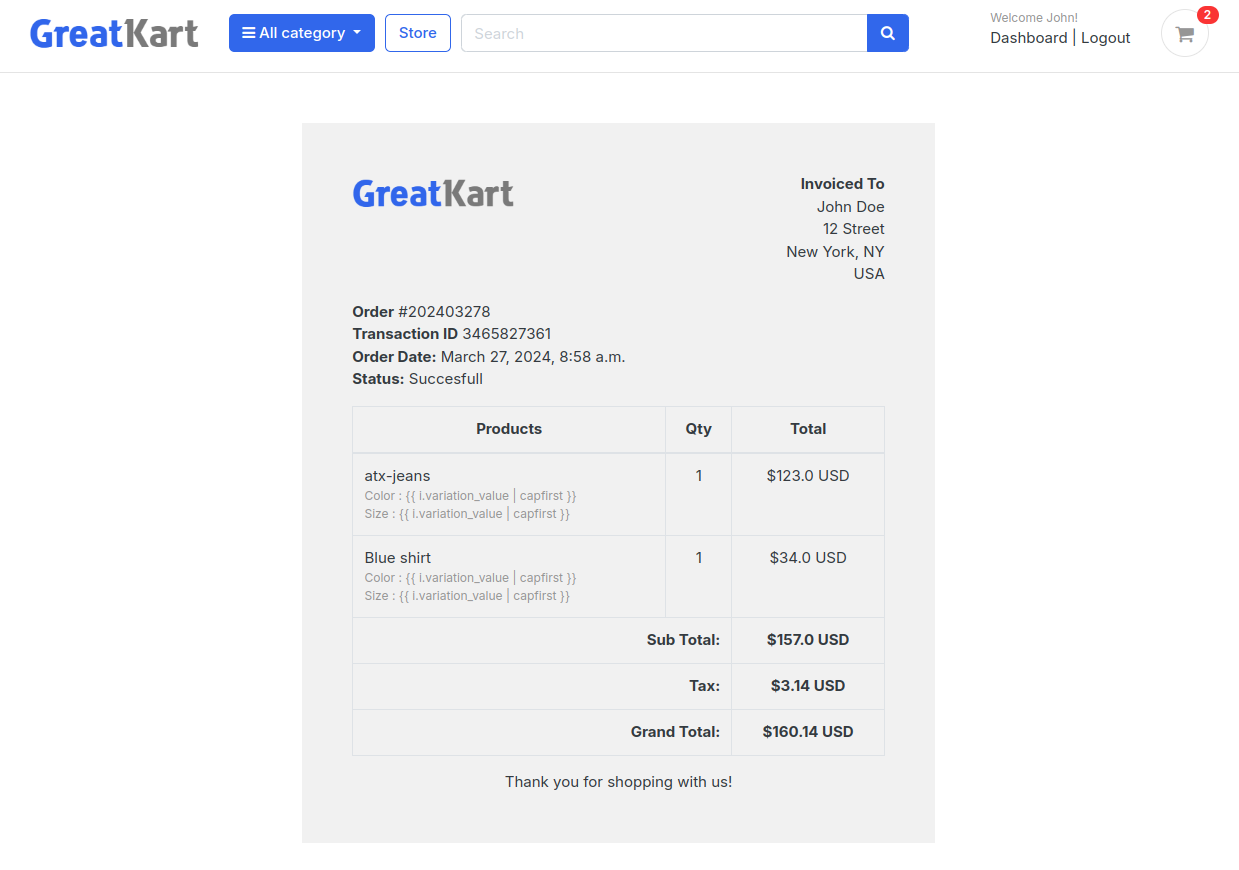 GreatKart
All category
Store
Search
Welcome John!
Dashboard | Logout
2
GreatKart
Invoiced To
John Doe
12 Street
New York, NY
USA
Order #202403278
Transaction ID 3465827361
Order Date: March 27, 2024, 8:58 a.m.
Status: Succesfull
Products Qty Total
atx-jeans 1 $123.0 USD
Color : {{ i.variation_value | capfirst }}
Size : {{ i.variation_value | capfirst }}
Blue shirt 1 $34.0 USD
Color : {{ i.variation_value | capfirst }}
Size : {{ i.variation_value | capfirst }}
Sub Total: $157.0 USD
Tax: $3.14 USD
Grand Total: $160.14 USD
Thank you for shopping with us!